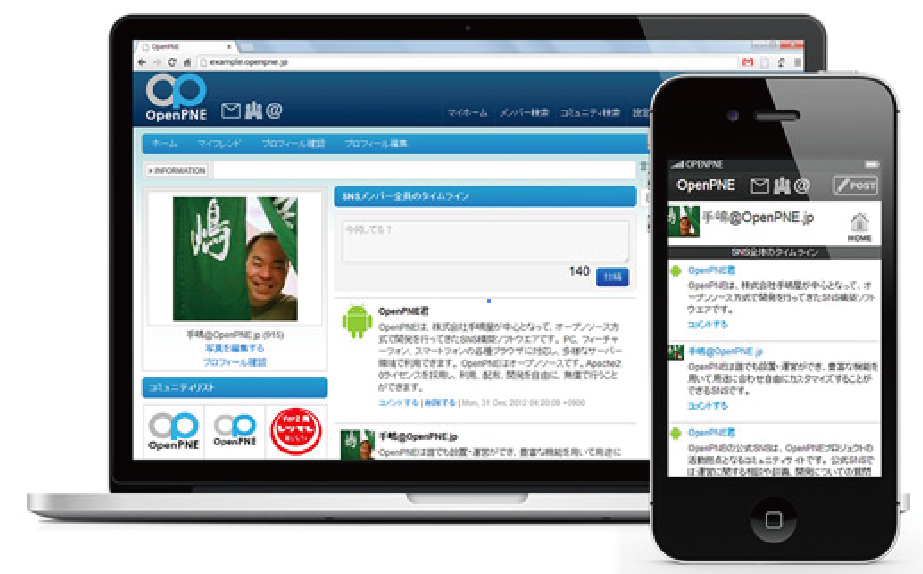 OpenPNE
example.openpne.jp
OpenPNE
@
マイホーム メンバー検索 コミュニティ検索
ホーム マイフレンド プロフィール確認 プロフィール編集
INFORMATION
嶋
手嶋@OpenPNE.jp (915)
写真を編集する
プロフィール確認
コミュニティリスト
OpenPNE OpenPNE
SNSメンバー全員のタイムライン
今何してる?
140 投稿
OpenPNE君
OpenPNEは、株式会社手嶋屋が中心となって、オープンソース方
式で開発を行ってきたSNS構築ソフトウエアです。PC、フィーチャ
ーフォン、スマートフォンの各種ブラウザに対応し、多様なサーバー
環境で利用できます。OpenPNEはオープンソースです。Apache2
0ライセンスを採用し、利用、配布、開発を自由に、無償で行うこと
ができます。
コメントする | 削除する | Mon, 31 Dec 2012 04:20:00 +0000
手嶋@OpenPNE.jp
OpenPNEは誰でも設置・運営ができ、豊富な機能を用いて用途に
OPENPNE
OpenPNE @ POST
手嶋@OpenPNE.jp
HOME
SNS全体のタイムライン
OpenPNE君
OpenPNEは、株式会社手嶋屋が中心となって、オ
ープンソース方式で開発を行ってきたSNS構築ソフト
ウエアです。
コメントする
手嶋@OpenPNE.jp
OpenPNEは誰でも設置・運営ができ、豊富な機能を
用いて用途に合わせ自由にカスタマイズすることが
できるSNSです。
コメントする
OpenPNE君
OpenPNEの公式SNSは、OpenPNEプロジェクトの
活動拠点となるコミュニティサイトです。公式SNSで
は運営に関する相談や談義、開発についての質問